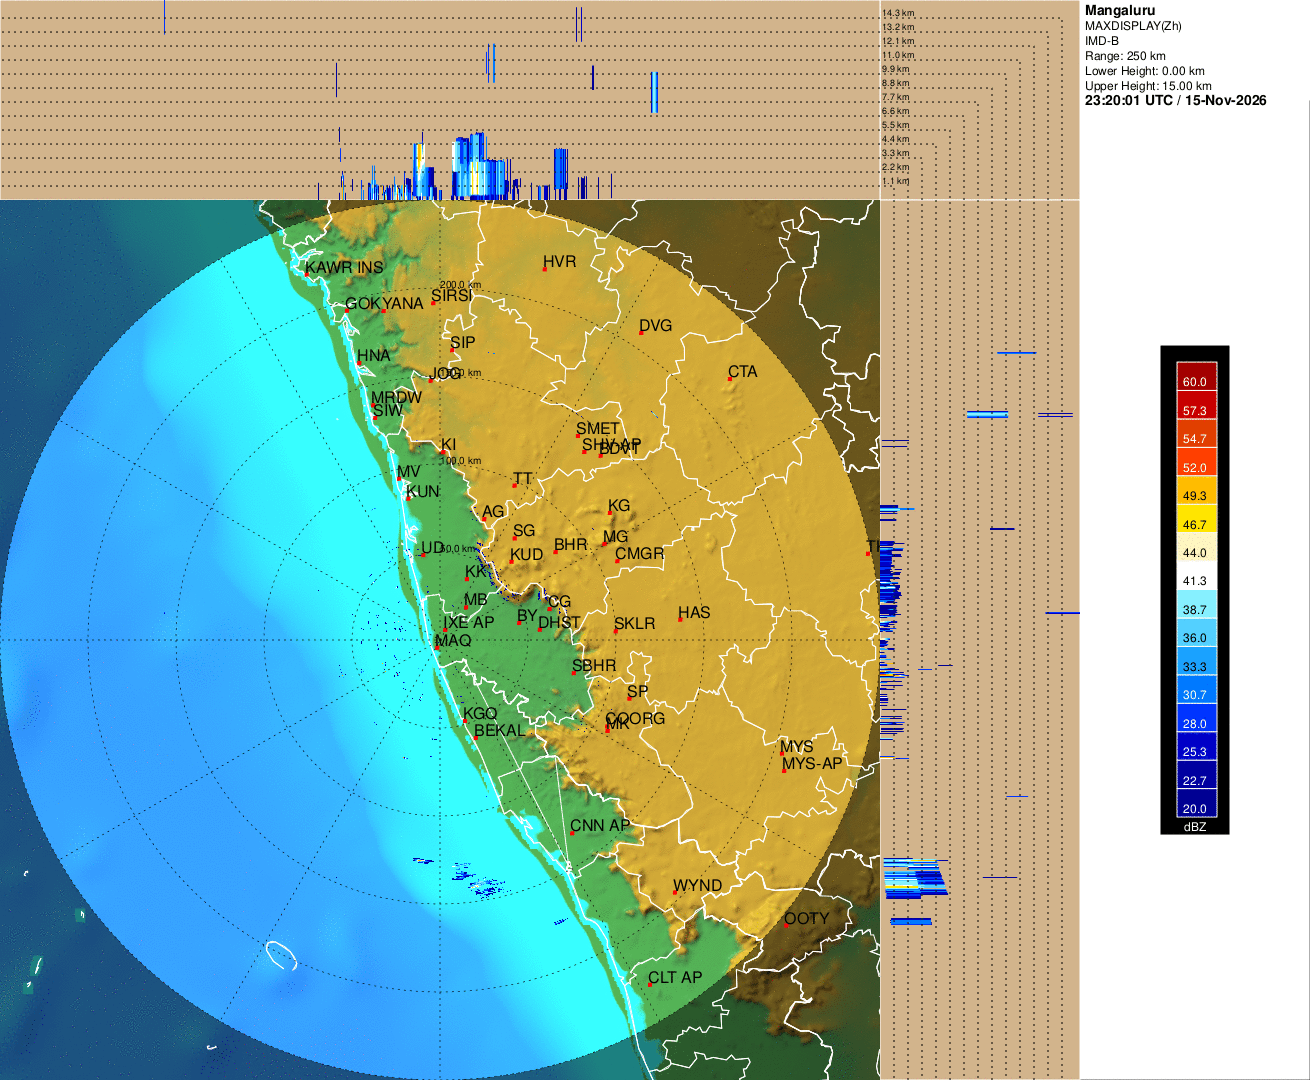 14.3 km
13.2 km
12.1 km
11.0 km
9.9 km
8.8 km
7.7 km
6.6 km
5.5 km
4.4 km
3.3 km
2.2 km
1.1 km
Mangaluru
MAXDISPLAY(Zh)
IMD-B
Range: 250 km
Lower Height: 0.00 km
Upper Height: 15.00 km
23:20:01 UTC / 15-Nov-2026
KAWR INS
HVR
200.0 km
GOKYANA
SIRSI
DVG
SIP
HNA
JOG
CTA
MRDW
SIW
SMET
KI
SHV-AP
BDVT
100.0 km
MV
TT
KUN
KG
AG
SG
MG
UD
50.0 km
KUD
BHR
CMGR
KK
MB
CG
BY
HAS
IXE AP
DHST
SKLR
MAQ
SBHR
SP
KGQ
COORG
MK
BEKAL
MYS
MYS-AP
CNN AP
WYND
OOTY
CLT AP
60.0
57.3
54.7
52.0
49.3
46.7
44.0
41.3
38.7
36.0
33.3
30.7
28.0
25.3
22.7
20.0
dBZ